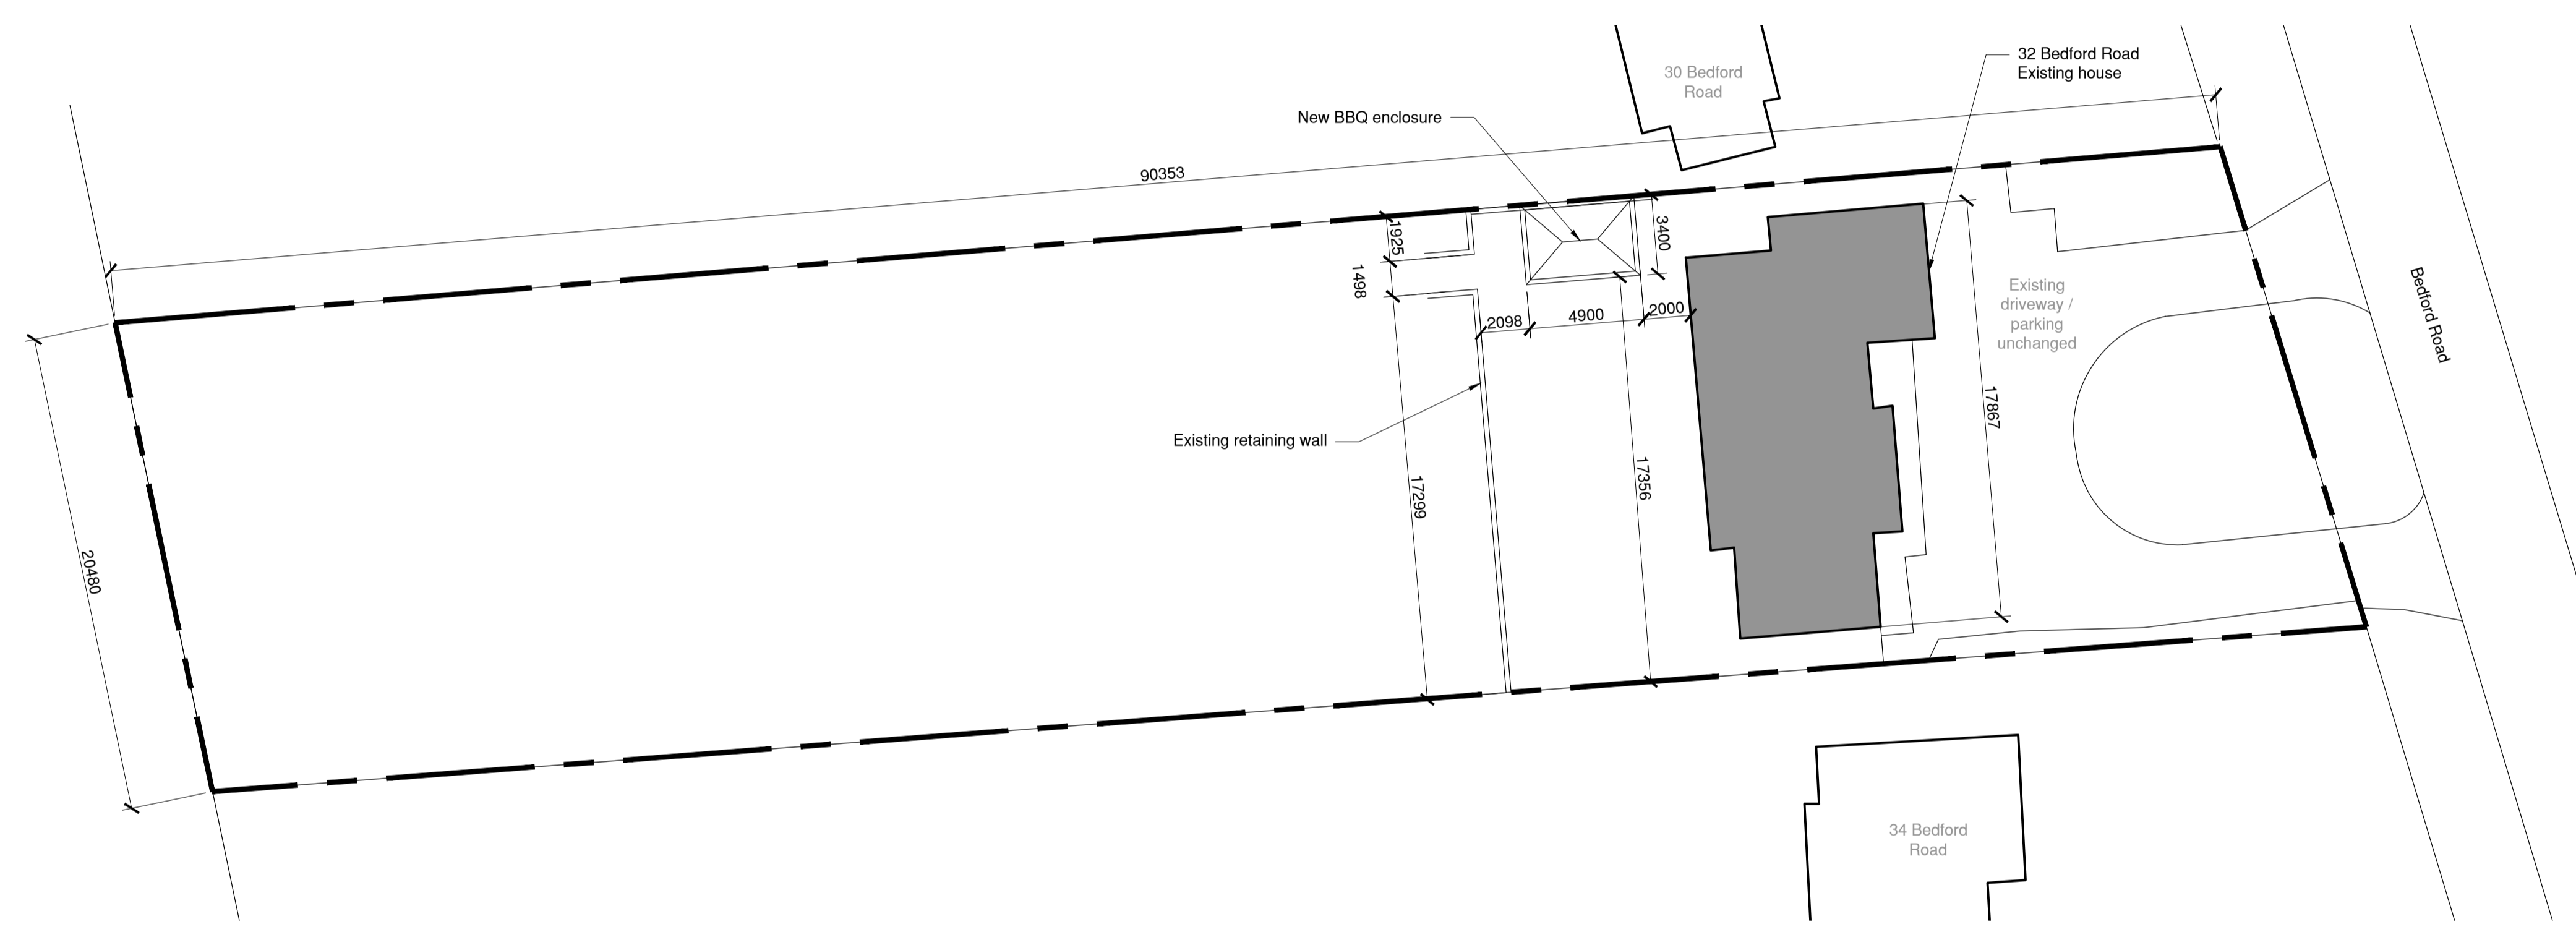 30 Bedford
Road
32 Bedford Road
Existing house
New BBQ enclosure
90353
1925
3400
1498
2098
4900
2000
Existing
driveway /
parking
unchanged
Bedford Road
17867
Existing retaining wall
17299
17356
20480
34 Bedford
Road